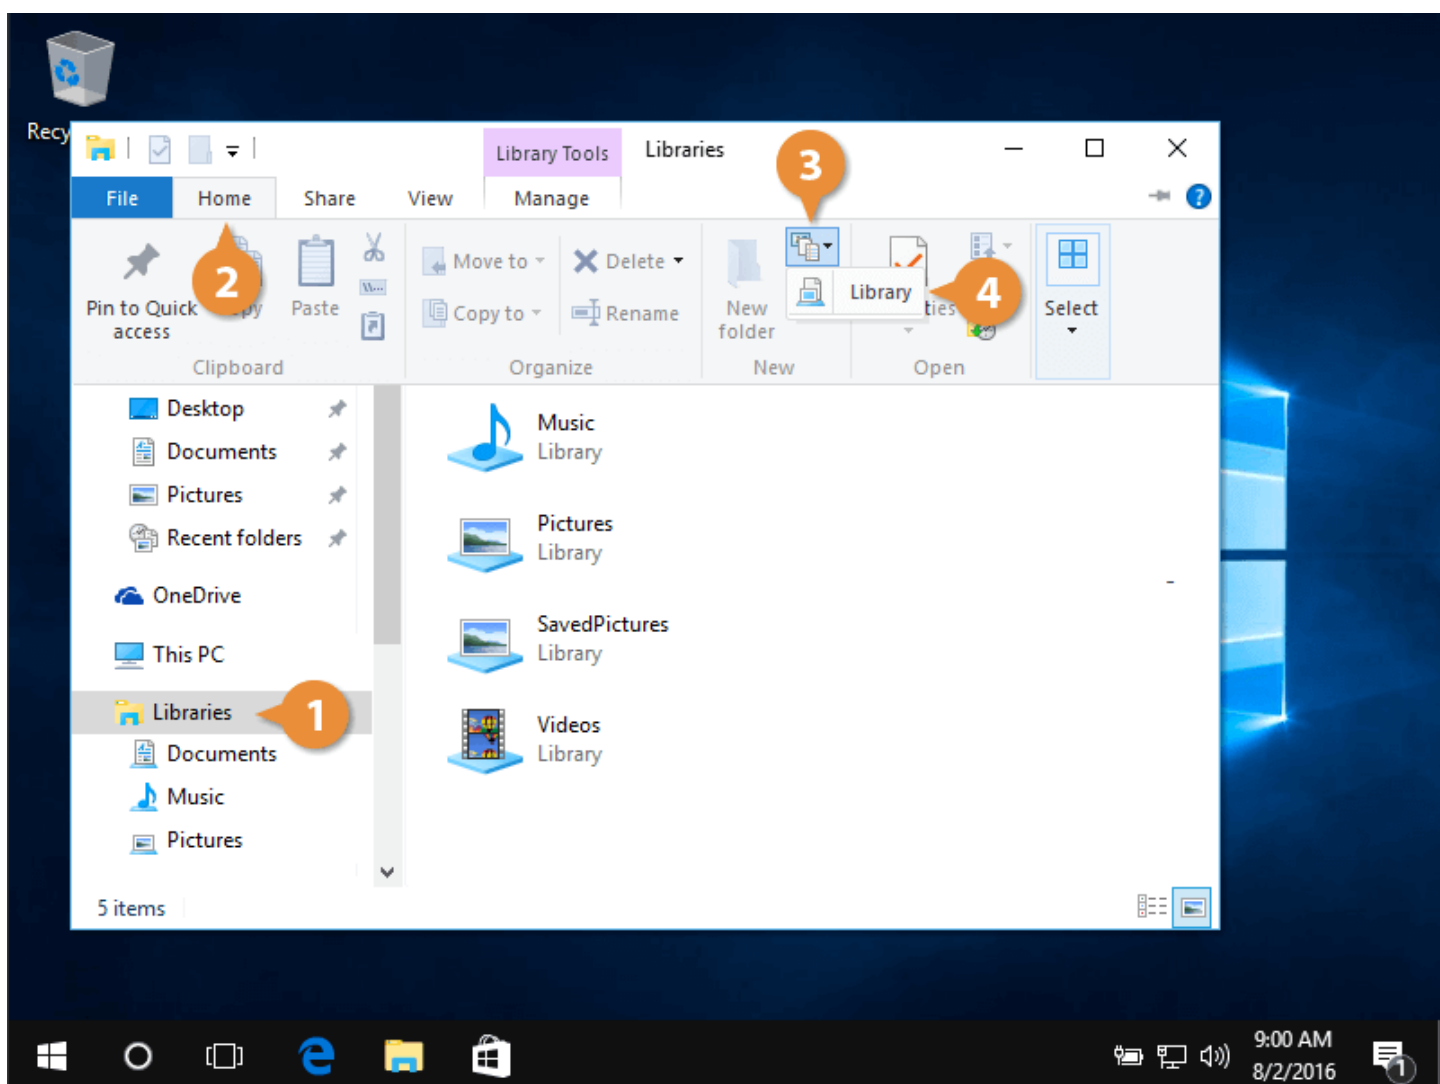 Recy
Library Tools
Libraries
3
File
Home
Share
View
Manage
?
2
Pin to Quick
access
Paste
Clipboard
Move to
Copy to
Delete
Rename
Organize
New
folder
New
Library
4
Open
Select
Desktop
Documents
Pictures
Recent folders
OneDrive
This PC
Libraries
1
Documents
Music
Pictures
Music
Library
Pictures
Library
SavedPictures
Library
Videos
Library
5 items
9:00 AM
8/2/2016
1